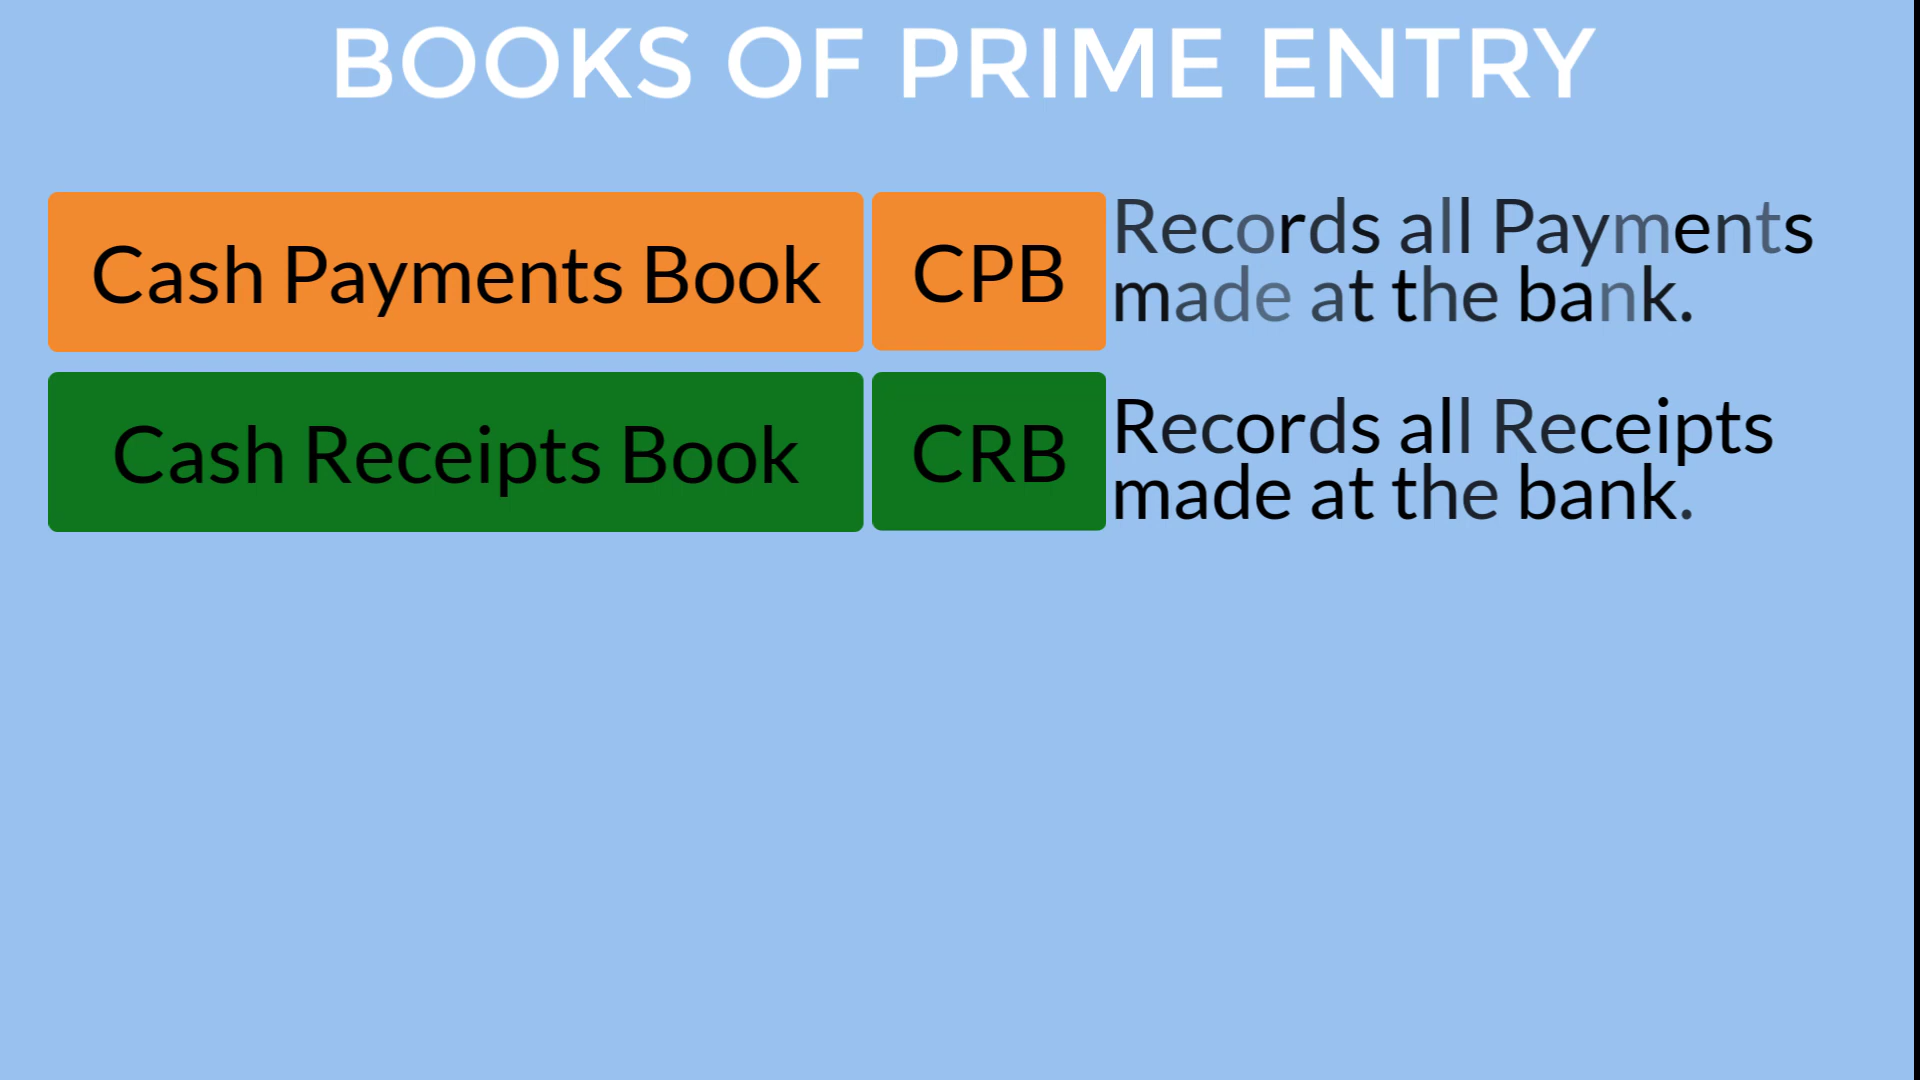 BOOKS OF PRIME ENTRY
Cash Payments Book
CPB
Records all Payments
made at the bank.
Cash Receipts Book
CRB
Records all Receipts
made at the bank.